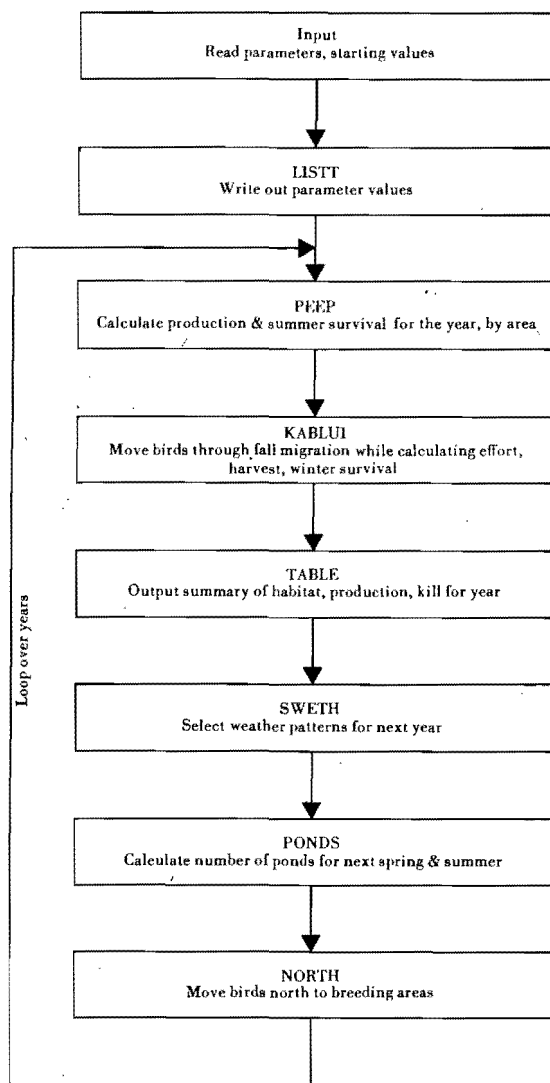 Input
Read parameters, starting values
LISTT
Write out parameter values
PEEP
Calculate production & summer survival for the year, by area
KABLUI
Move birds through fall migration while calculating effort,
harvest, winter survival
TABLE
Output summary of habitat, production, kill for year
SWETH
Select weather patterns for next year
PONDS
Calculate number of ponds for next spring & summer
NORTH
Move birds north to breeding areas
Loop over years